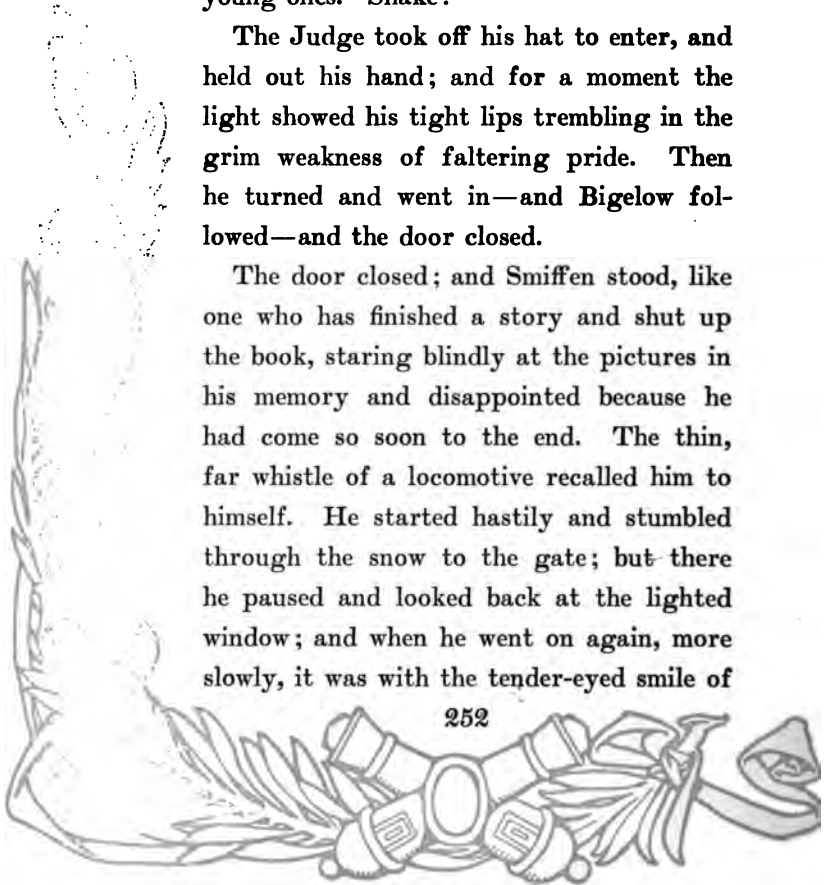 young ones. Shake!
The Judge took off his hat to enter, and
held out his hand; and for a moment the
light showed his tight lips trembling in the
grim weakness of faltering pride. Then
he turned and went in—and Bigelow fol-
lowed—and the door closed.
The door closed; and Smiffen stood, like
one who has finished a story and shut up
the book, staring blindly at the pictures in
his memory and disappointed because he
had come so soon to the end. The thin,
far whistle of a locomotive recalled him to
himself. He started hastily and stumbled
through the snow to the gate; but there
he paused and looked back at the lighted
window; and when he went on again, more
slowly, it was with the tender-eyed smile of
252